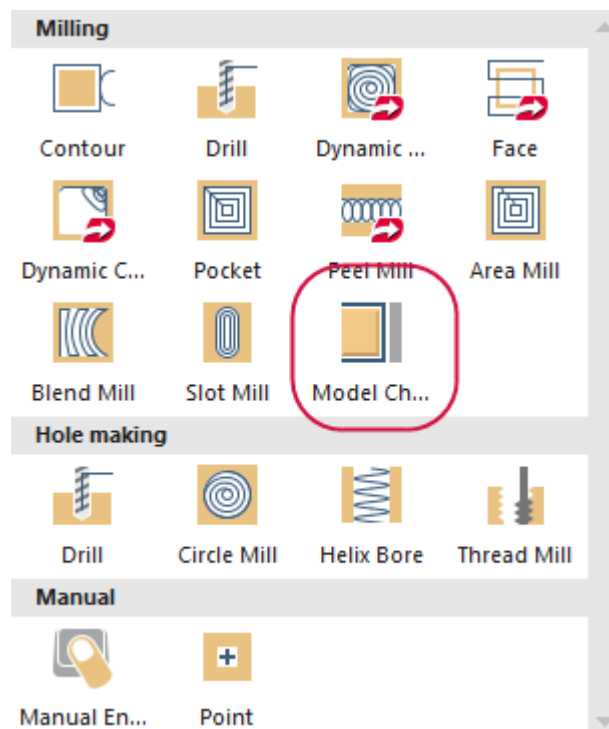 Milling
Contour Drill Dynamic ... Face
Dynamic C... Pocket Peel Mill Area Mill
Blend Mill Slot Mill Model Ch...
Hole making
Drill Circle Mill Helix Bore Thread Mill
Manual
Manual En... Point